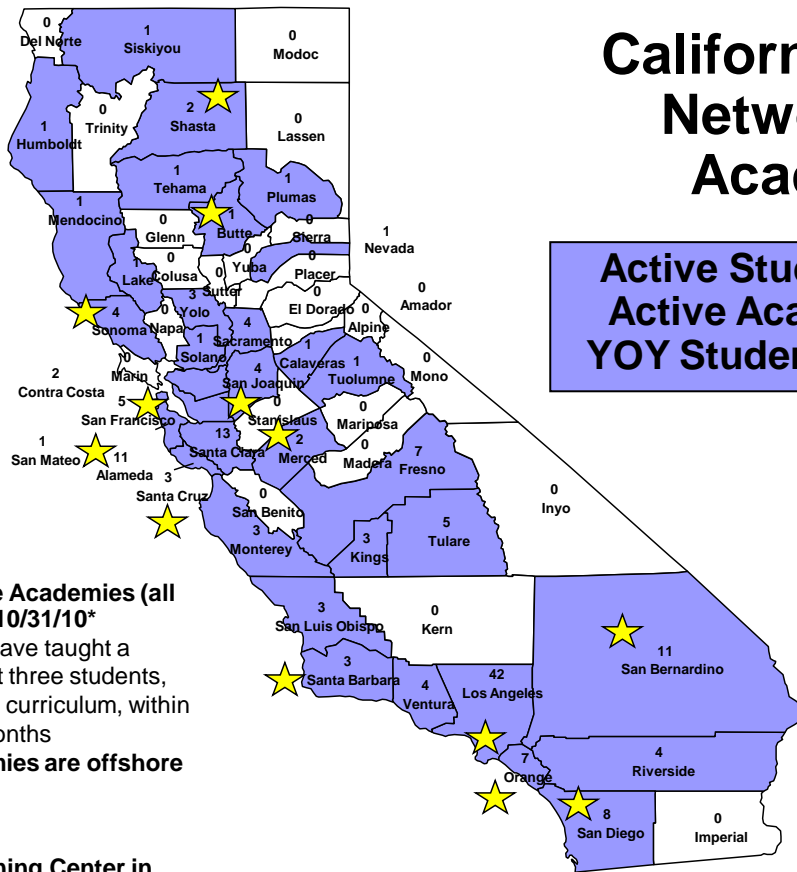 Californ
Netw
Aca
Active Stu
Active Aca
YOY Studen
0
Del Norte
1
Siskiyou
0
Modoc
2
Shasta
0
Trinity
0
Lassen
1
Humboldt
1
Tehama
1
Plumas
1
Mendocino
0
Glenn
1
Butte
0
Sierra
1
Nevada
1
Lake
0
Colusa
0
Sutter
0
Yuba
0
Placer
0
Amador
0
El Dorado
0
Alpine
4
Sonoma
0
Napa
3
Yolo
1
Solano
4
Sacramento
1
Calaveras
1
Tuolumne
0
Mono
0
Marin
2
Contra Costa
4
San Joaquin
5
San Francisco
0
Stanislaus
0
Mariposa
1
San Mateo
11
Alameda
13
Santa Clara
2
Merced
0
Madera
7
Fresno
3
Santa Cruz
0
San Benito
0
Inyo
3
Monterey
3
Kings
5
Tulare
e Academies (all
10/31/10*
ave taught a
t three students,
curriculum, within
onths
nies are offshore
3
San Luis Obispo
0
Kern
3
Santa Barbara
4
Ventura
42
Los Angeles
11
San Bernardino
7
Orange
4
Riverside
8
San Diego
0
Imperial
ning Center in